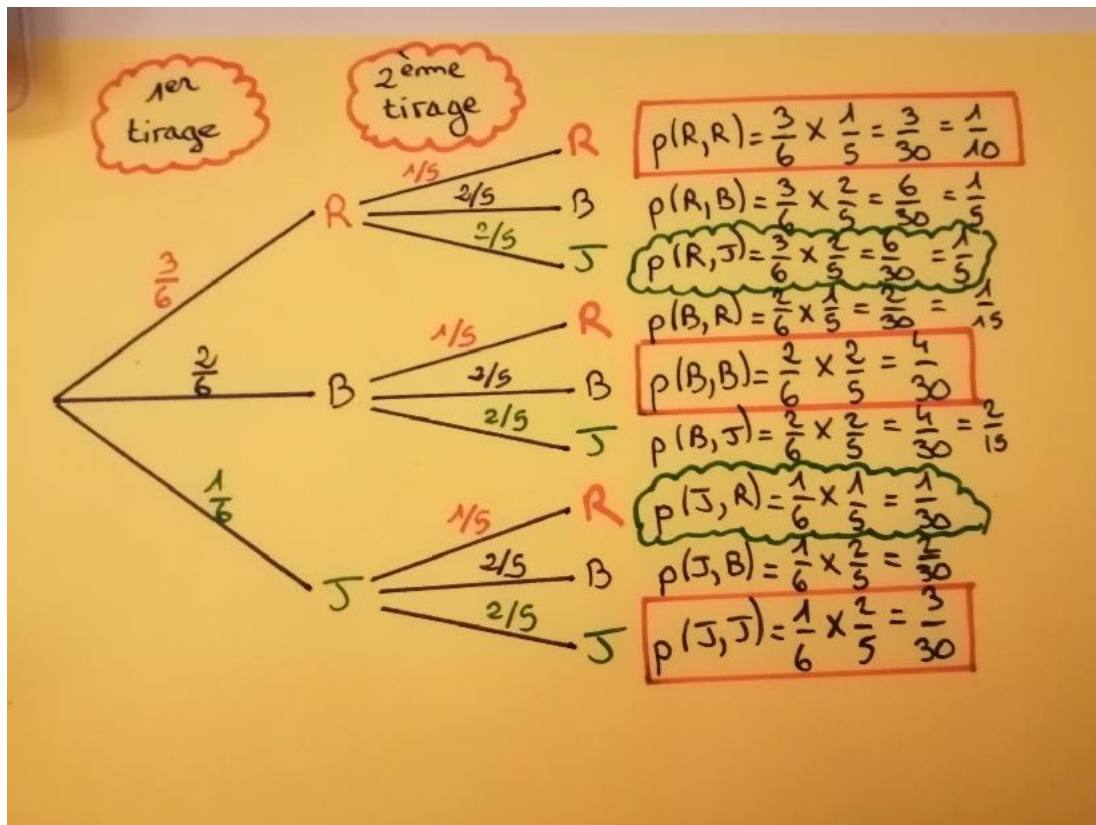 1er
tirage
2ème
tirage
3/6
R
1/5
R
2/5
B
2/5
J
2/6
B
1/5
R
2/5
B
2/5
J
1/6
J
1/5
R
2/5
B
2/5
J
p(R,R) = 3/6 × 1/5 = 3/30 = 1/10
p(R,B) = 3/6 × 2/5 = 6/30 = 1/5
p(R,J) = 3/6 × 2/5 = 6/30 = 1/5
p(B,R) = 2/6 × 1/5 = 2/30 = 1/15
p(B,B) = 2/6 × 2/5 = 4/30
p(B,J) = 2/6 × 2/5 = 4/30 = 2/15
p(J,R) = 1/6 × 1/5 = 1/30
p(J,B) = 1/6 × 2/5 = 2/30
p(J,J) = 1/6 × 2/5 = 3/30